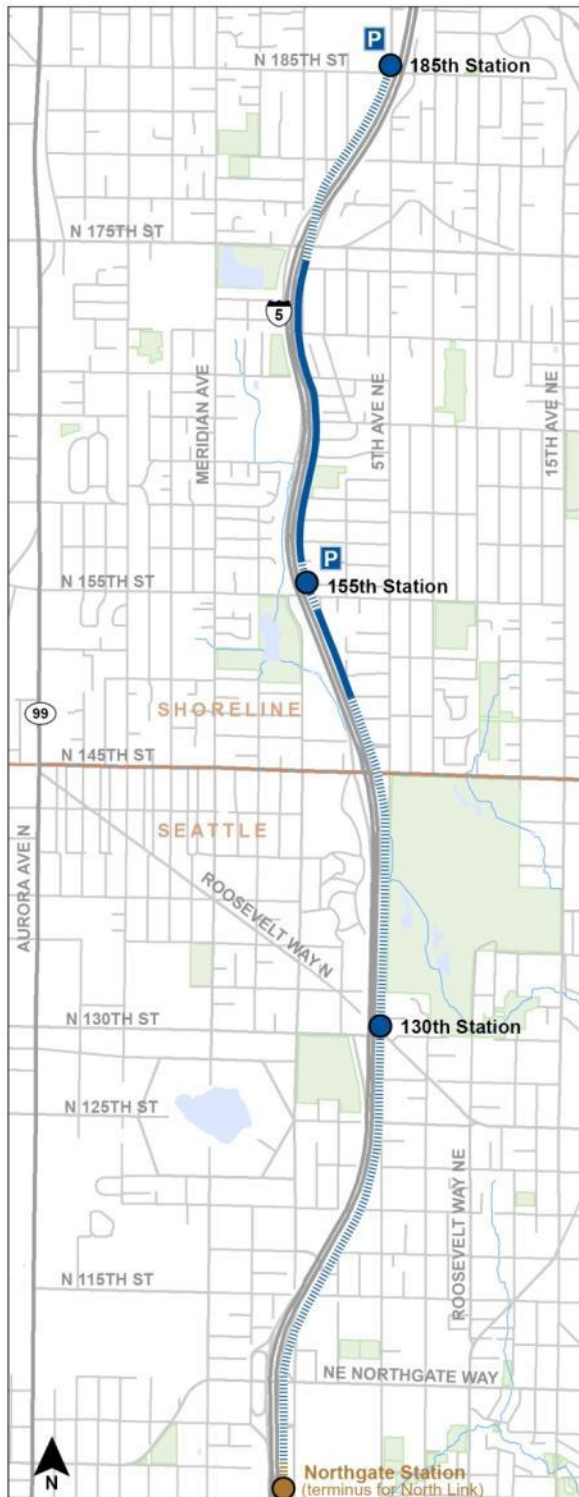 P
N 185TH ST
185th Station
N 175TH ST
5
MERIDIAN AVE
5TH AVE NE
15TH AVE NE
P
N 155TH ST
155th Station
99
SHORELINE
N 145TH ST
SEATTLE
AURORA AVE N
ROOSEVELT WAY N
N 130TH ST
130th Station
N 125TH ST
ROOSEVELT WAY NE
N 115TH ST
NE NORTHGATE WAY
N
Northgate Station
(terminus for North Link)